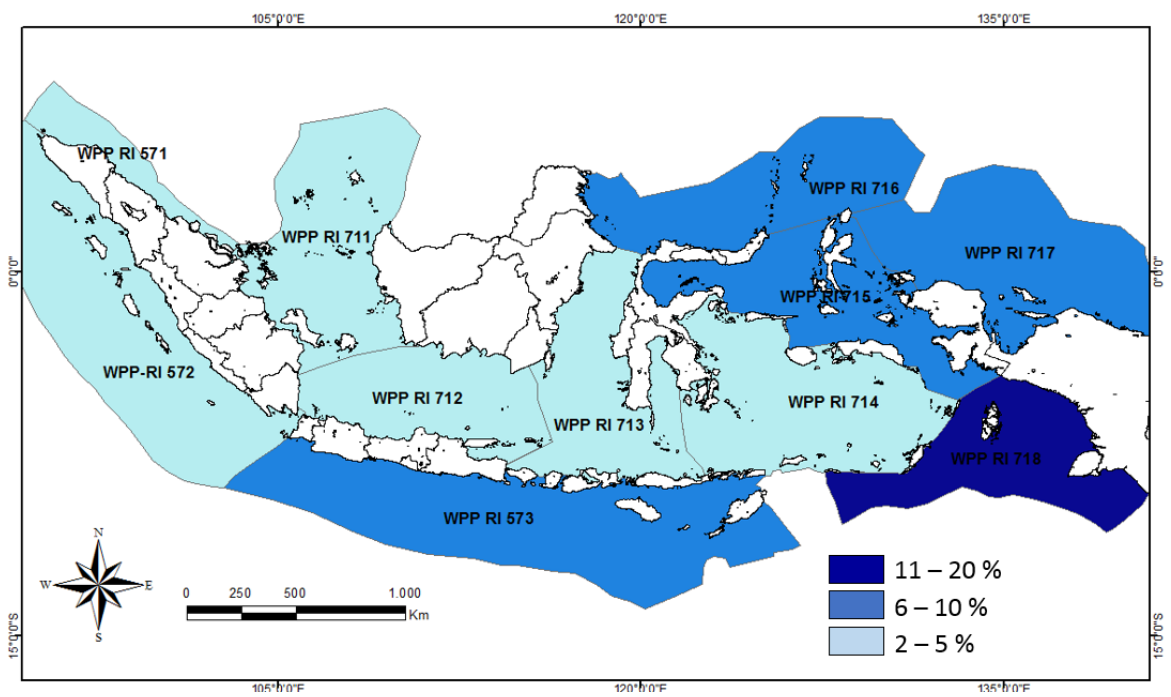 105°0'0"E 120°0'0"E 135°0'0"E
WPP RI 571
WPP RI 716
WPP RI 711
WPP RI 717
0°0'0" 0°0'0"
WPP RI 715
WPP-RI 572
WPP RI 712
WPP RI 714
WPP RI 713
WPP RI 718
WPP RI 573
N
W E
S
0 250 500 1.000
Km
11 – 20 %
6 – 10 %
2 – 5 %
15°0'0"S 15°0'0"S
105°0'0"E 120°0'0"E 135°0'0"E